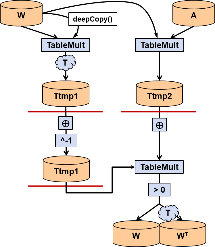 W
A
deepCopy()
TableMult
TableMult
T
Ttmp1
Ttmp2
⊕
⊕
^-1
Ttmp1
TableMult
> 0
T
W
Wᵀ